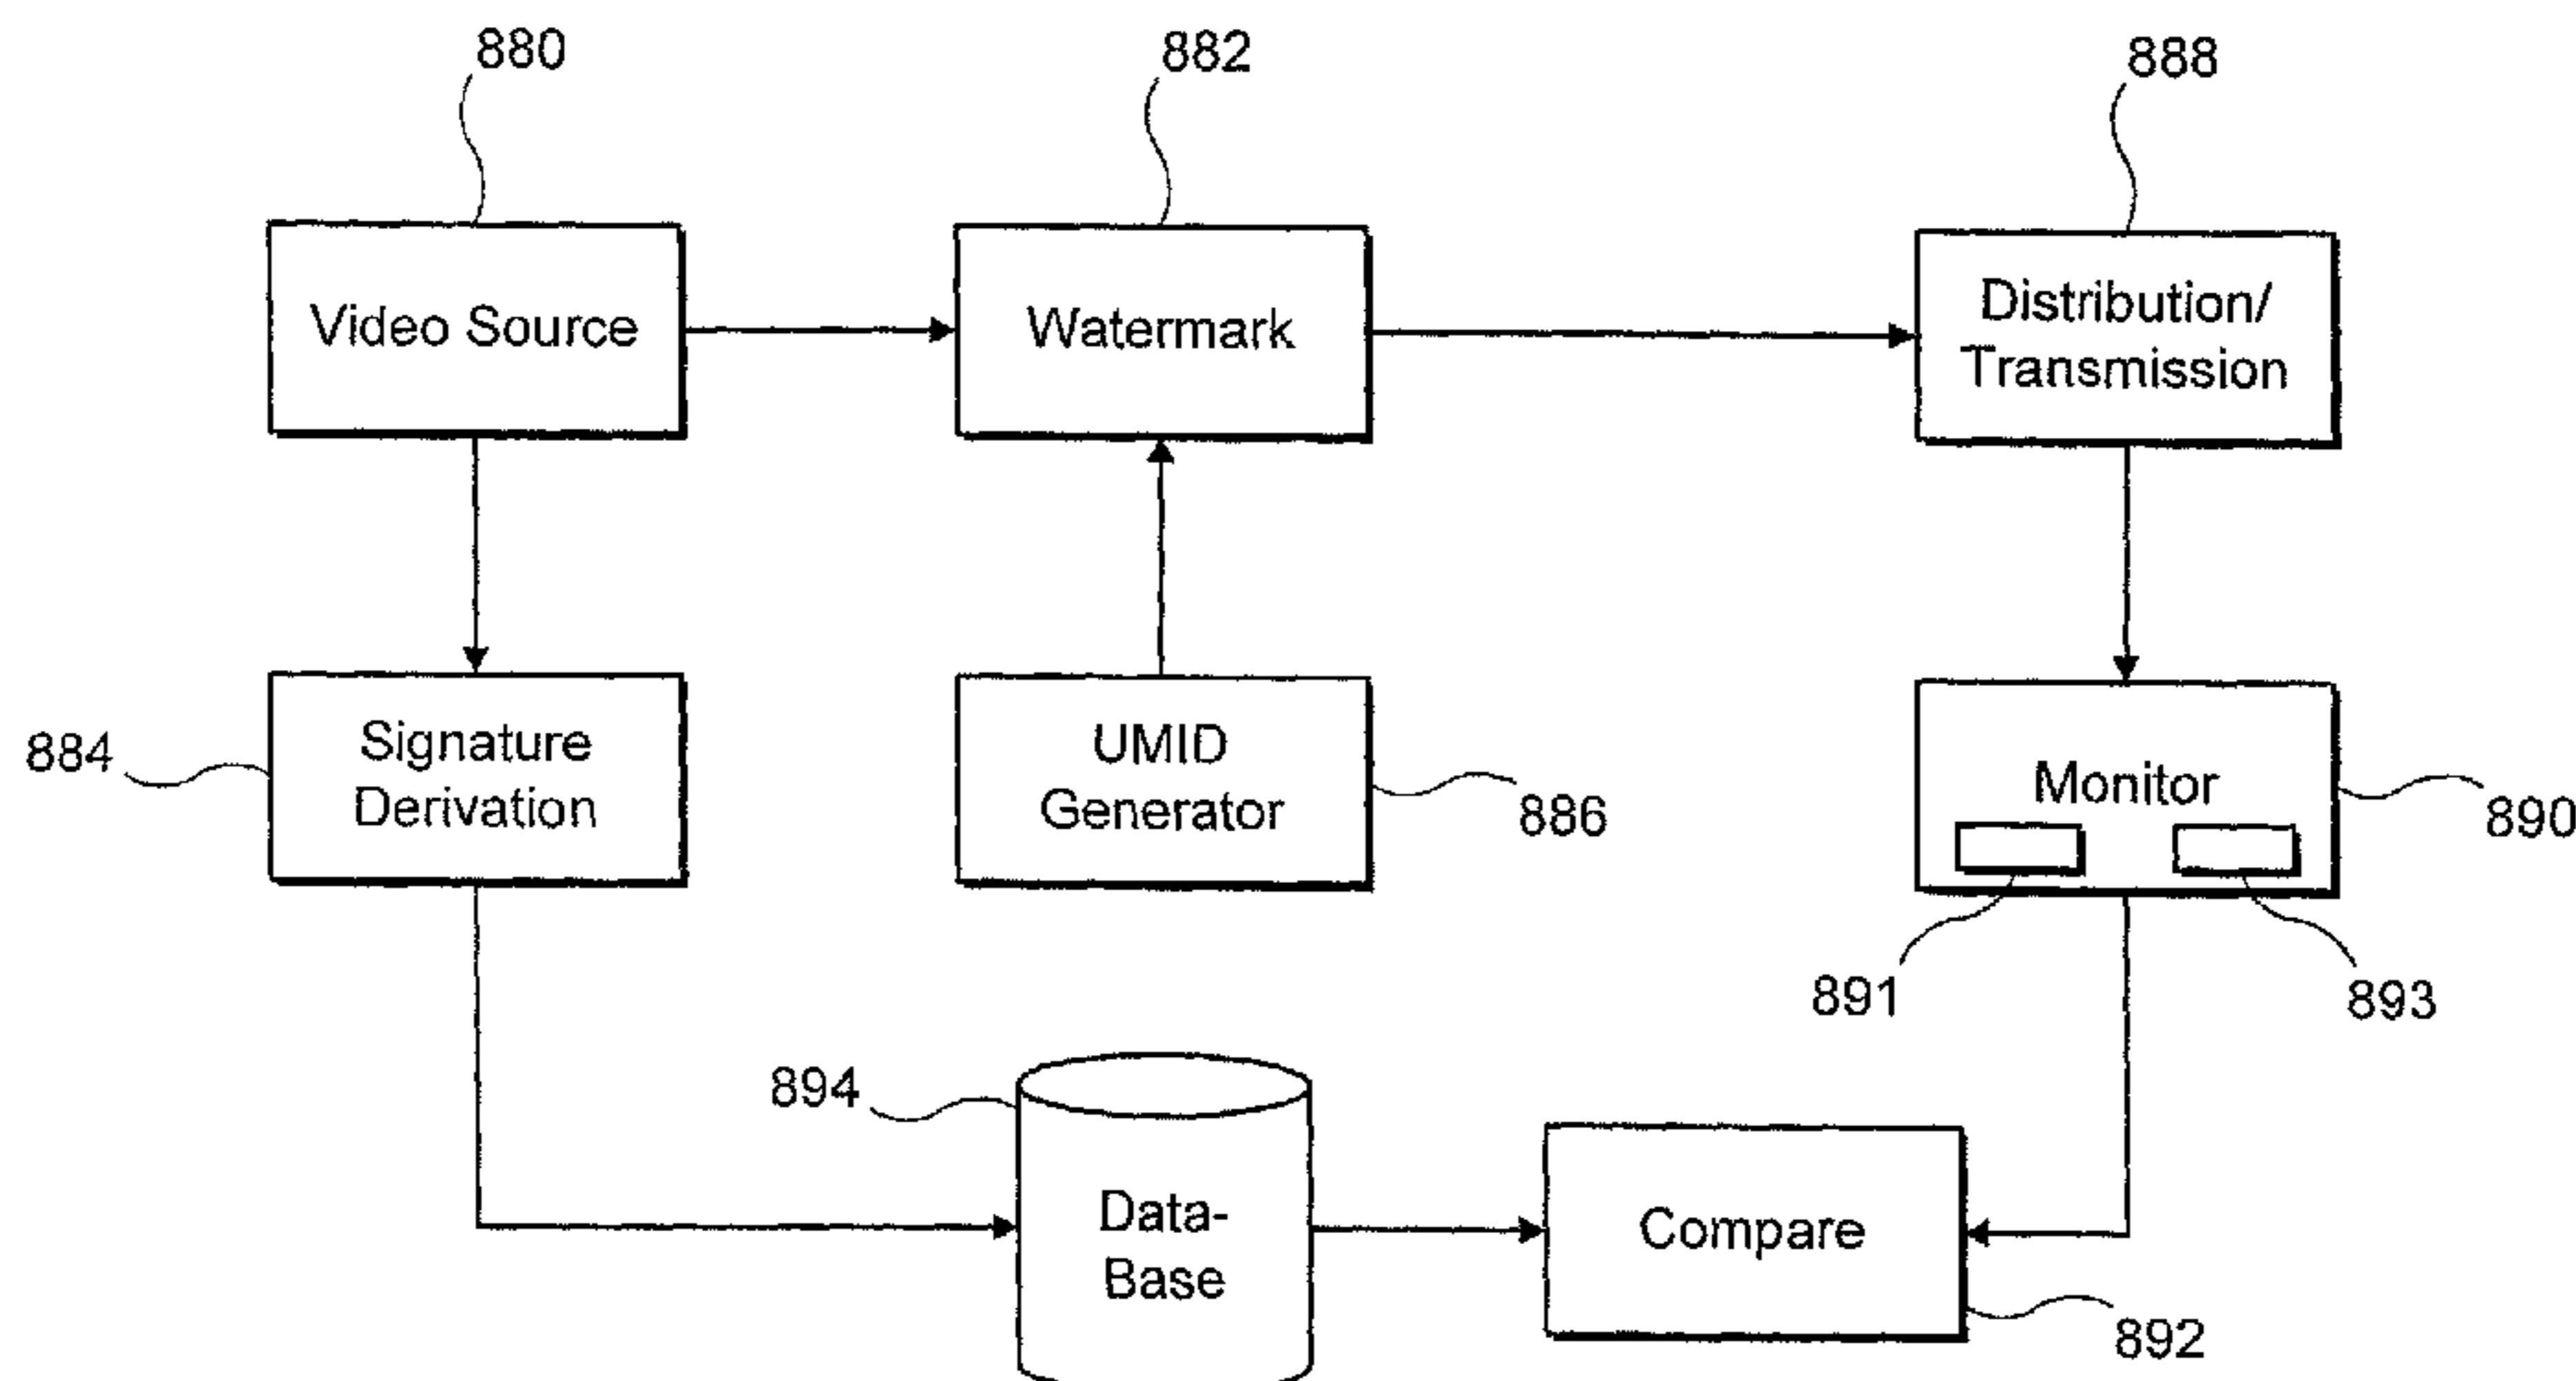 880
882
888
Video Source
Watermark
Distribution/
Transmission
884
Signature
Derivation
UMID
Generator
886
Monitor
890
891
893
894
Data-
Base
Compare
892